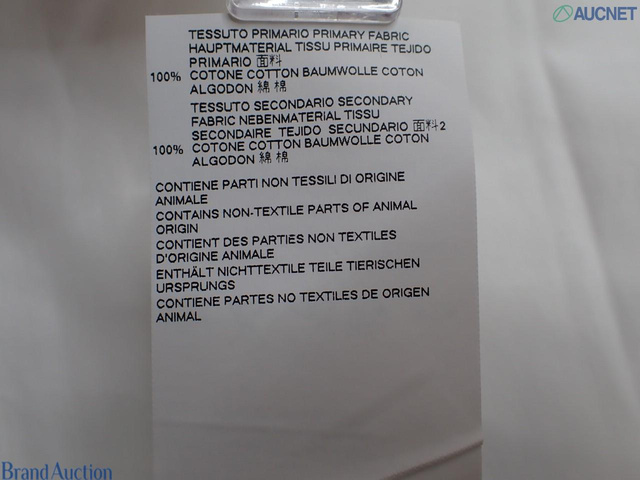 AUCNET
TESSUTO PRIMARIO PRIMARY FABRIC
HAUPTMATERIAL TISSU PRIMAIRE TEJIDO
PRIMARIO 面料
100% COTONE COTTON BAUMWOLLE COTON
ALGODON 綿 棉
TESSUTO SECONDARIO SECONDARY
FABRIC NEBENMATERIAL TISSU
SECONDAIRE TEJIDO SECUNDARIO 面料2
100% COTONE COTTON BAUMWOLLE COTON
ALGODON 綿 棉
CONTIENE PARTI NON TESSILI DI ORIGINE
ANIMALE
CONTAINS NON-TEXTILE PARTS OF ANIMAL
ORIGIN
CONTIENT DES PARTIES NON TEXTILES
D'ORIGINE ANIMALE
ENTHÄLT NICHTTEXTILE TEILE TIERISCHEN
URSPRUNGS
CONTIENE PARTES NO TEXTILES DE ORIGEN
ANIMAL
BrandAuction